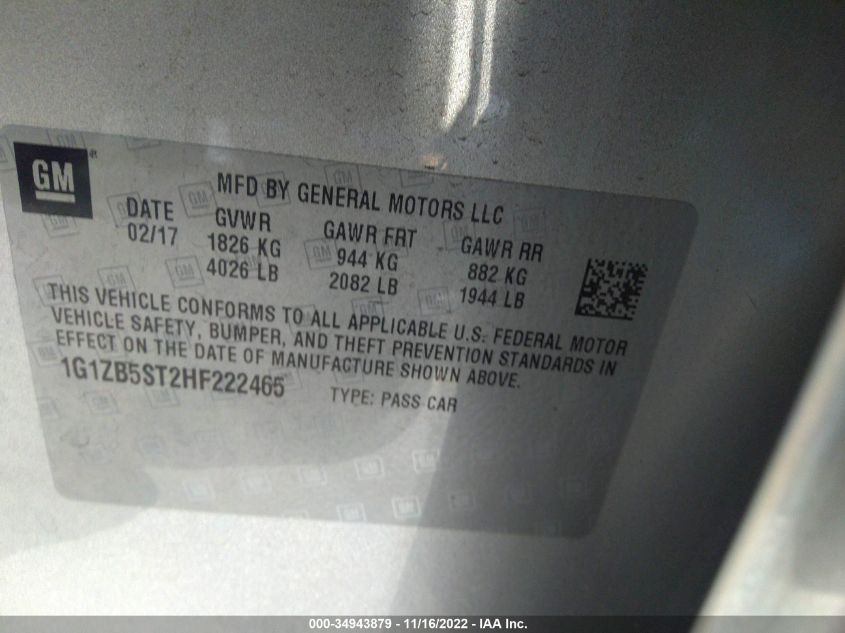 GM
MFD BY GENERAL MOTORS LLC
DATE GVWR GAWR FRT GAWR RR
02/17 1826 KG 944 KG 882 KG
4026 LB 2082 LB 1944 LB
THIS VEHICLE CONFORMS TO ALL APPLICABLE U.S. FEDERAL MOTOR
VEHICLE SAFETY, BUMPER, AND THEFT PREVENTION STANDARDS IN
EFFECT ON THE DATE OF MANUFACTURE SHOWN ABOVE.
1G1ZB5ST2HF222465 TYPE: PASS CAR
000-34943879 - 11/16/2022 - IAA Inc.